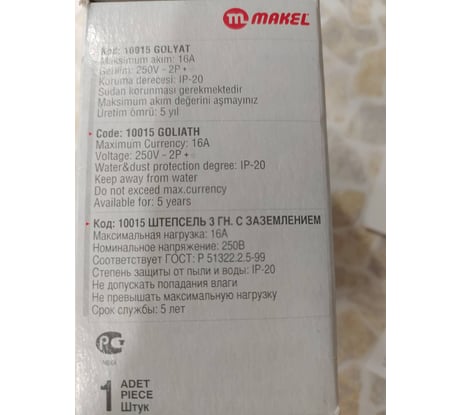 MAKEL
Kod: 10015 GOLYAT
Maksimum akım: 16A
Gerilim: 250V - 2P +
Koruma derecesi: IP-20
Sudan korunması gerekmektedir
Maksimum akım değerini aşmayınız
Üretim ömrü: 5 yıl
Code: 10015 GOLIATH
Maximum Currency: 16A
Voltage: 250V - 2P +
Water&dust protection degree: IP-20
Keep away from water
Do not exceed max.currency
Available for: 5 years
Код: 10015 ШТЕПСЕЛЬ 3 ГН. С ЗАЗЕМЛЕНИЕМ
Максимальная нагрузка: 16А
Номинальное напряжение: 250В
Соответствует ГОСТ: Р 51322.2.5-99
Степень защиты от пыли и воды: IP-20
Не допускать попадания влаги
Не превышать максимальную нагрузку
Срок службы: 5 лет
1 ADET
PIECE
Штук